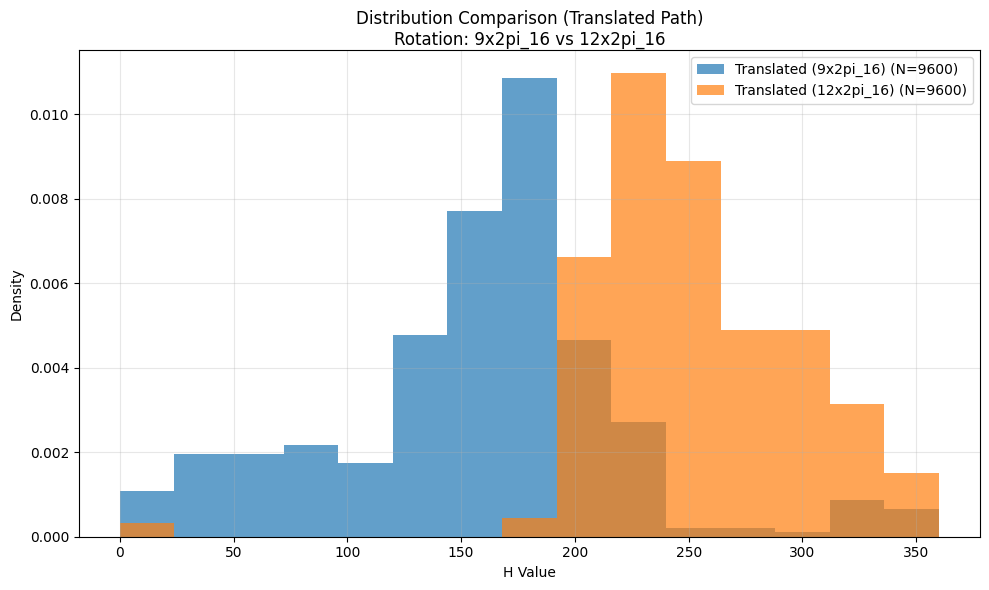 Distribution Comparison (Translated Path)
Rotation: 9x2pi_16 vs 12x2pi_16
Translated (9x2pi_16) (N=9600)
Translated (12x2pi_16) (N=9600)
Density
0.010
0.008
0.006
0.004
0.002
0.000
0 50 100 150 200 250 300 350
H Value